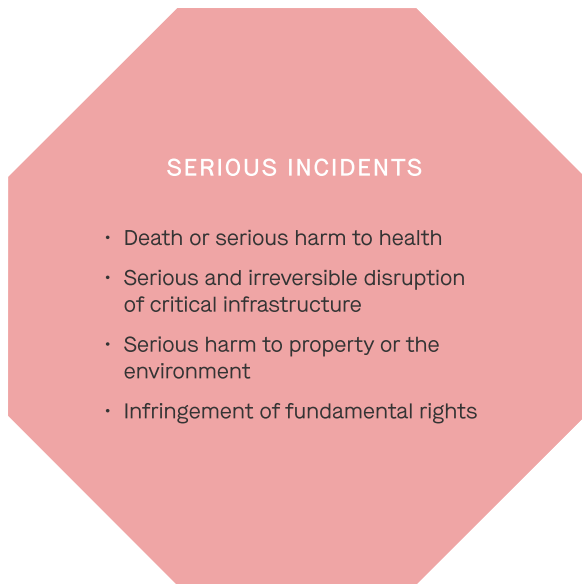 SERIOUS INCIDENTS
· Death or serious harm to health
· Serious and irreversible disruption
of critical infrastructure
· Serious harm to property or the
environment
· Infringement of fundamental rights